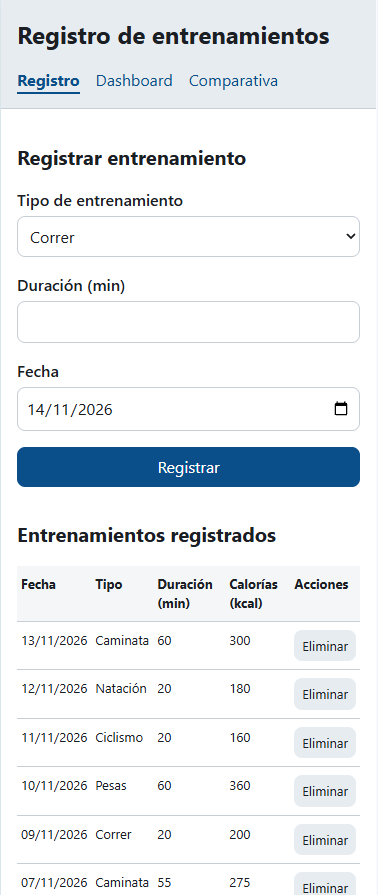 Registro de entrenamientos
Registro Dashboard Comparativa
Registrar entrenamiento
Tipo de entrenamiento
Correr
Duración (min)
Fecha
14/11/2026
Registrar
Entrenamientos registrados
Fecha Tipo Duración (min) Calorías (kcal) Acciones
13/11/2026 Caminata 60 300 Eliminar
12/11/2026 Natación 20 180 Eliminar
11/11/2026 Ciclismo 20 160 Eliminar
10/11/2026 Pesas 60 360 Eliminar
09/11/2026 Correr 20 200 Eliminar
07/11/2026 Caminata 55 275 Eliminar